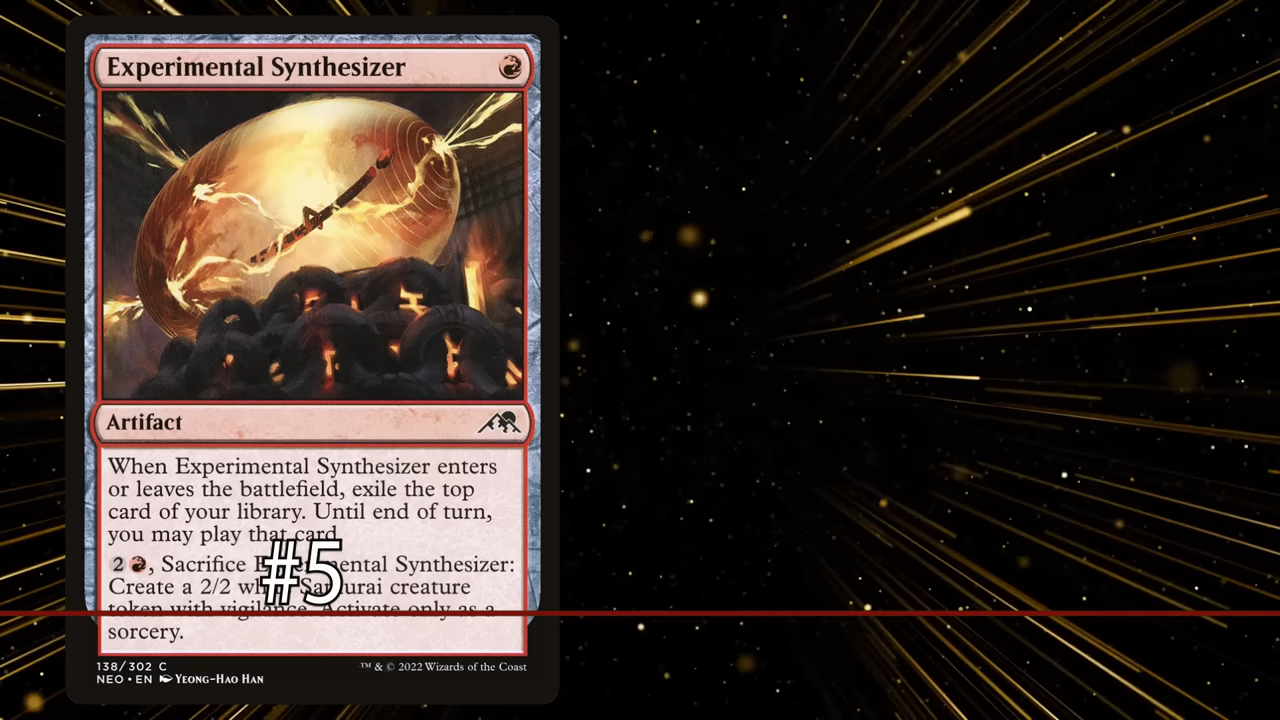 Experimental Synthesizer
Artifact
When Experimental Synthesizer enters
or leaves the battlefield, exile the top
card of your library. Until end of turn,
you may play that card
2 , Sacrifice Experimental Synthesizer:
Create a 2/2 white Samurai creature
token with vigilance. Activate only as a
sorcery.
#5
138/302 C
NEO • EN Yeong-Hao Han
™ & © 2022 Wizards of the Coast